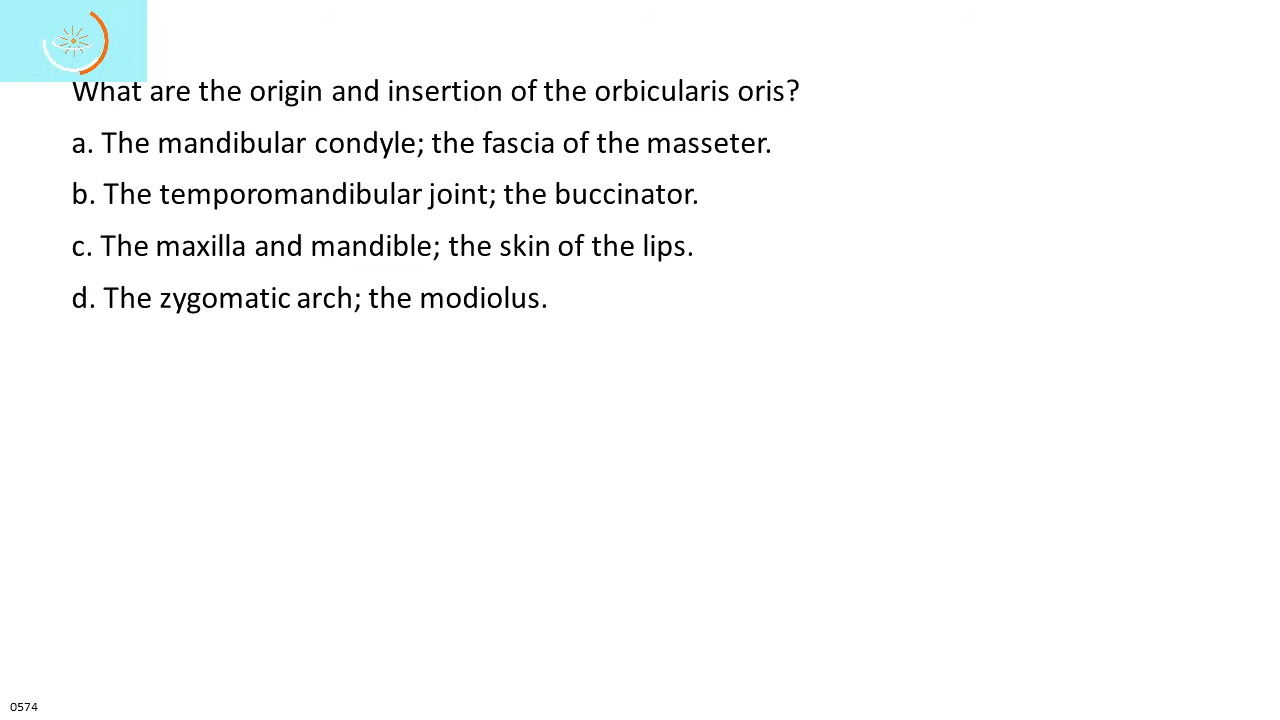 What are the origin and insertion of the orbicularis oris?
a. The mandibular condyle; the fascia of the masseter.
b. The temporomandibular joint; the buccinator.
c. The maxilla and mandible; the skin of the lips.
d. The zygomatic arch; the modiolus.
0574